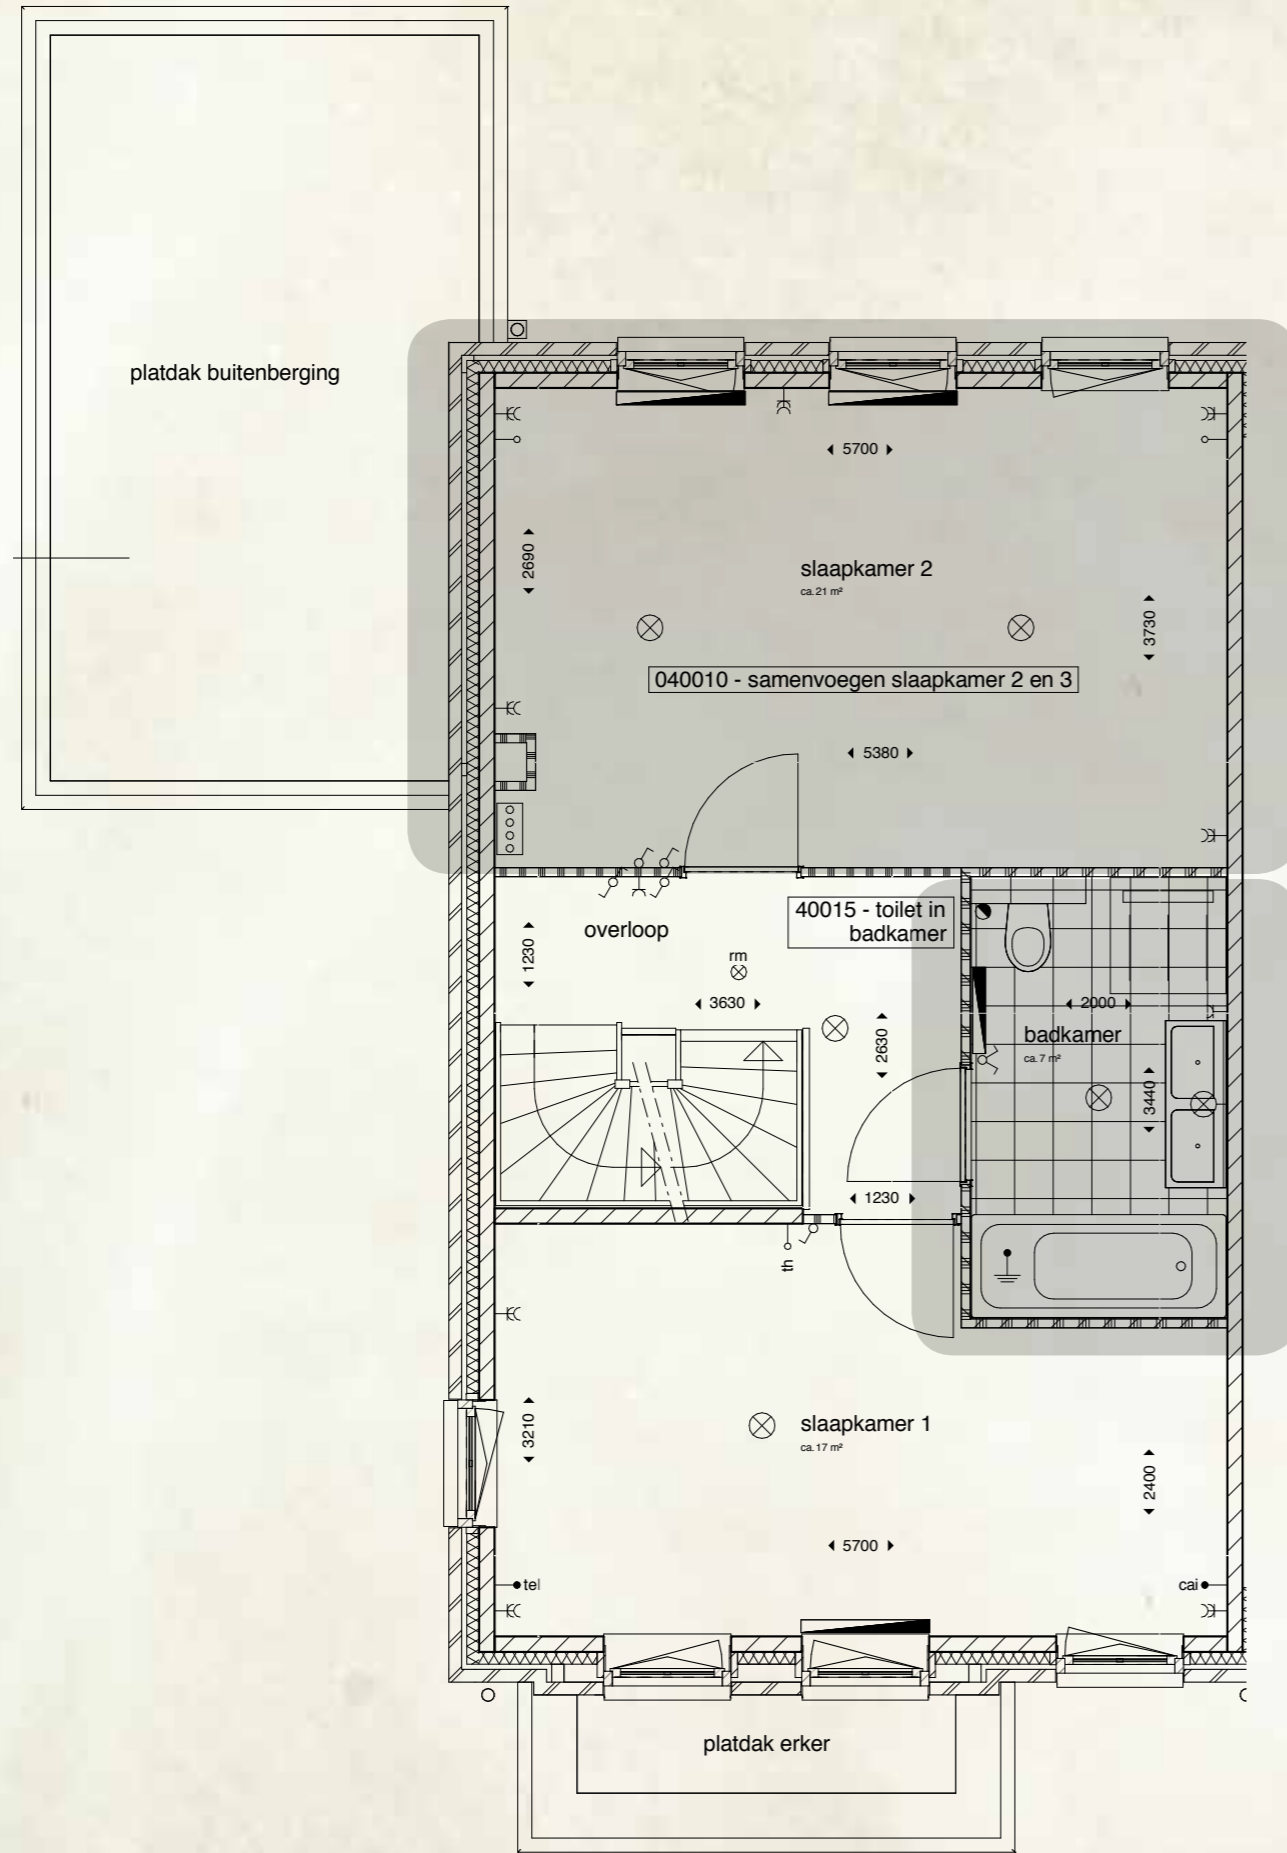 platdak buitenberging
5700
2690
slaapkamer 2
ca. 21 m²
3730
040010 - samenvoegen slaapkamer 2 en 3
5380
40015 - toilet in
badkamer
overloop
1230
rm
3630
2630
2000
badkamer
ca. 7 m²
3440
1230
th
3210
slaapkamer 1
ca. 17 m²
2400
5700
tel
cai
platdak erker